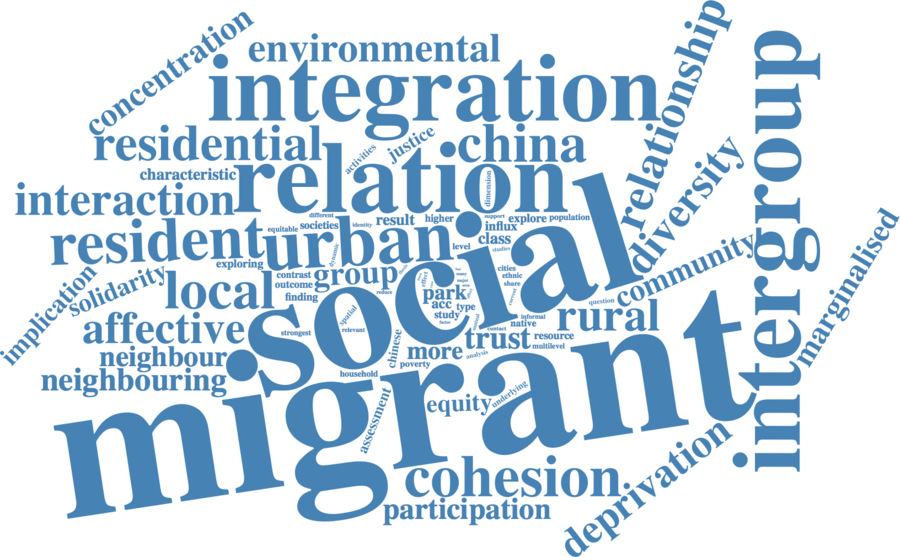 concentration
environmental
relationship
integration
intergroup
residential
activities
justice
china
characteristic
relation
dimension
diversity
interaction
different
identity
result
higher
support
explore
population
equitable
societies
influx
social
resident
urban
level
class
studies
dynamic
community
marginalised
implication
solidarity
exploring
contrast
group
effect
cities
ethnic
local
outcome
share
finding
reduce
park
acc
type
question
spatial
study
informal
rural
affective
strongest
relevant
factor
native
contact
trust
resource
chinese
neighbour
more
analysis
multilevel
poverty
neighbouring
household
migrant
equity
underlying
assessment
cohesion
deprivation
participation